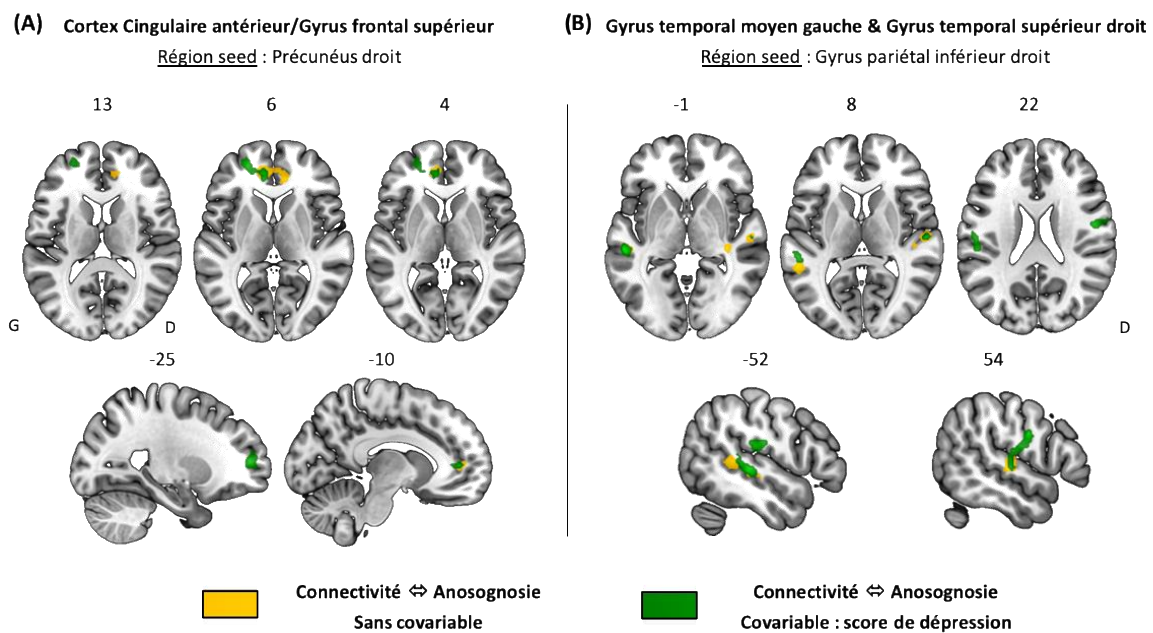 (A) Cortex Cingulaire antérieur/Gyrus frontal supérieur
Région seed : Précunéus droit
13 6 4
G D
-25 -10
(B) Gyrus temporal moyen gauche & Gyrus temporal supérieur droit
Région seed : Gyrus pariétal inférieur droit
-1 8 22
D
-52 54
Connectivité ⇔ Anosognosie
Sans covariable
Connectivité ⇔ Anosognosie
Covariable : score de dépression